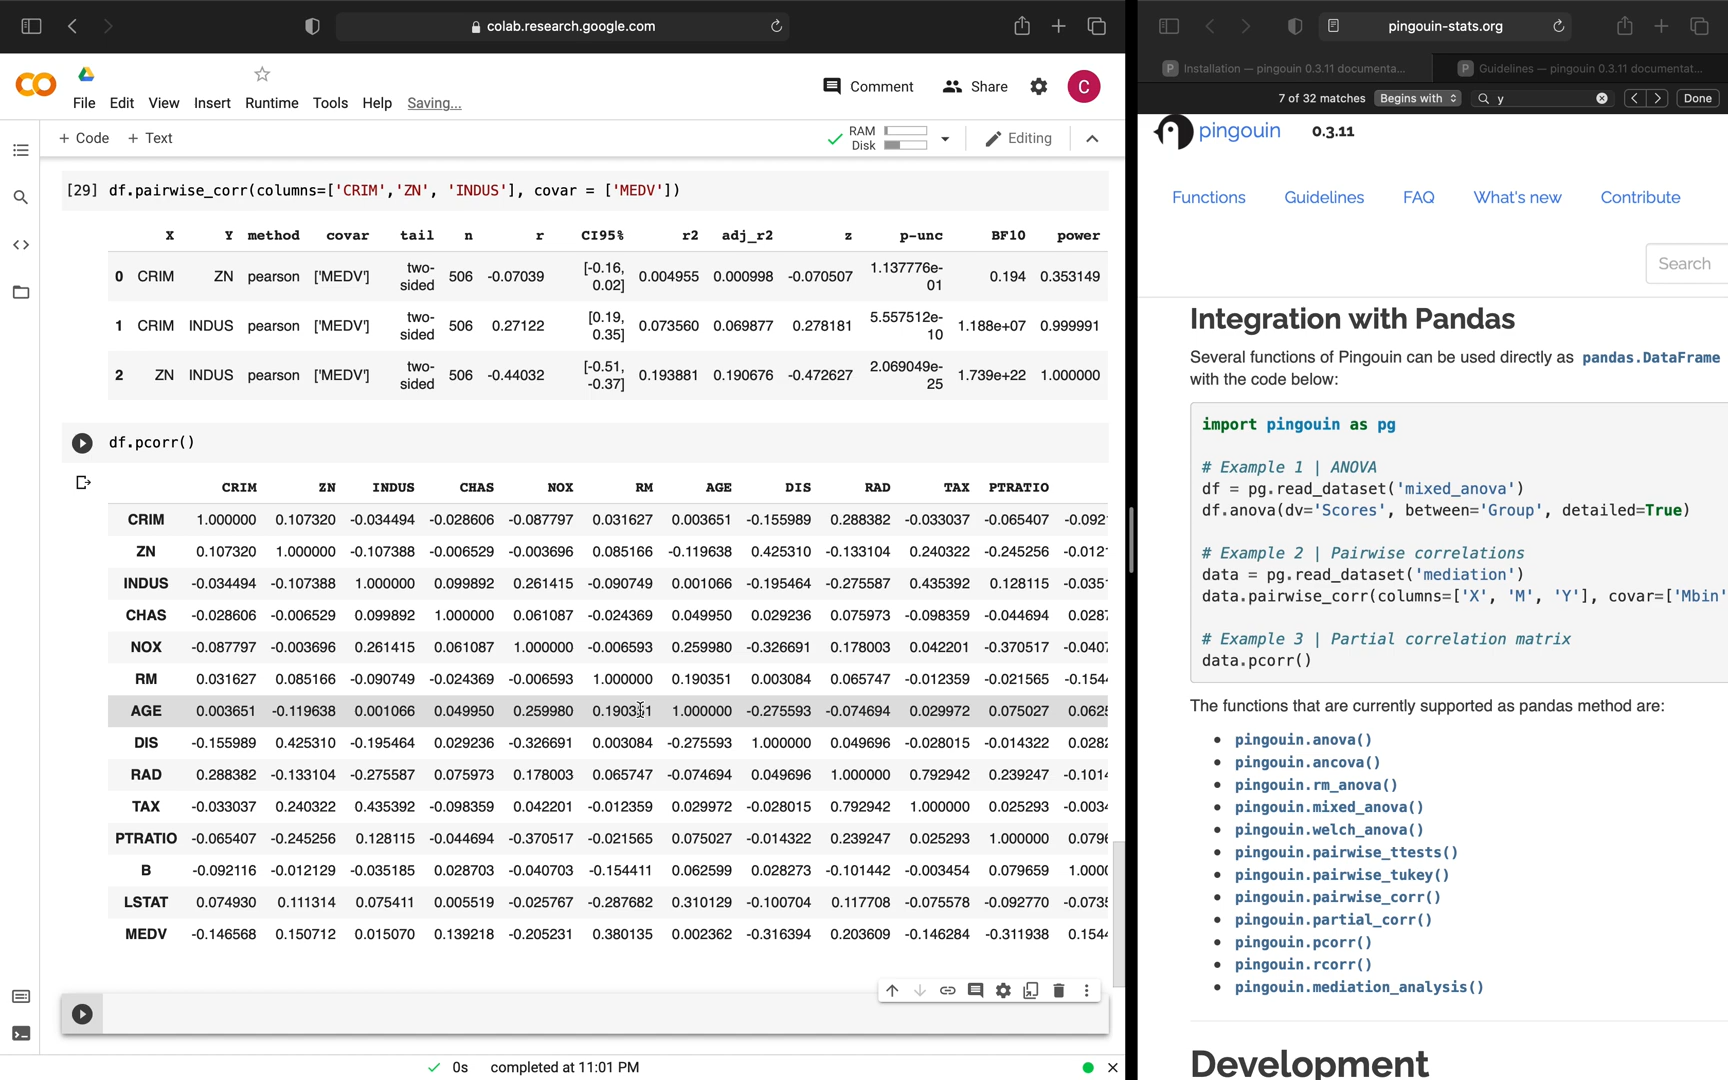 colab.research.google.com
File Edit View Insert Runtime Tools Help Saving...
Comment Share C
+ Code + Text
RAM
Disk
Editing
[29] df.pairwise_corr(columns=['CRIM','ZN', 'INDUS'], covar = ['MEDV'])
X Y method covar tail n r CI95% r2 adj_r2 z p-unc BF10 power
0 CRIM ZN pearson ['MEDV'] two-sided 506 -0.07039 [-0.16, 0.02] 0.004955 0.000998 -0.070507 1.137776e-01 0.194 0.353149
1 CRIM INDUS pearson ['MEDV'] two-sided 506 0.27122 [0.19, 0.35] 0.073560 0.069877 0.278181 5.557512e-10 1.188e+07 0.999991
2 ZN INDUS pearson ['MEDV'] two-sided 506 -0.44032 [-0.51, -0.37] 0.193881 0.190676 -0.472627 2.069049e-25 1.739e+22 1.000000
df.pcorr()
CRIM ZN INDUS CHAS NOX RM AGE DIS RAD TAX PTRATIO
CRIM 1.000000 0.107320 -0.034494 -0.028606 -0.087797 0.031627 0.003651 -0.155989 0.288382 -0.033037 -0.065407 -0.092
ZN 0.107320 1.000000 -0.107388 -0.006529 -0.003696 0.085166 -0.119638 0.425310 -0.133104 0.240322 -0.245256 -0.012
INDUS -0.034494 -0.107388 1.000000 0.099892 0.261415 -0.090749 0.001066 -0.195464 -0.275587 0.435392 0.128115 -0.035
CHAS -0.028606 -0.006529 0.099892 1.000000 0.061087 -0.024369 0.049950 0.029236 0.075973 -0.098359 -0.044694 0.028
NOX -0.087797 -0.003696 0.261415 0.061087 1.000000 -0.006593 0.259980 -0.326691 0.178003 0.042201 -0.370517 -0.040
RM 0.031627 0.085166 -0.090749 -0.024369 -0.006593 1.000000 0.190351 0.003084 0.065747 -0.012359 -0.021565 -0.154
AGE 0.003651 -0.119638 0.001066 0.049950 0.259980 0.190351 1.000000 -0.275593 -0.074694 0.029972 0.075027 0.062
DIS -0.155989 0.425310 -0.195464 0.029236 -0.326691 0.003084 -0.275593 1.000000 0.049696 -0.028015 -0.014322 0.028
RAD 0.288382 -0.133104 -0.275587 0.075973 0.178003 0.065747 -0.074694 0.049696 1.000000 0.792942 0.239247 -0.101
TAX -0.033037 0.240322 0.435392 -0.098359 0.042201 -0.012359 0.029972 -0.028015 0.792942 1.000000 0.025293 -0.003
PTRATIO -0.065407 -0.245256 0.128115 -0.044694 -0.370517 -0.021565 0.075027 -0.014322 0.239247 0.025293 1.000000 0.079
B -0.092116 -0.012129 -0.035185 0.028703 -0.040703 -0.154411 0.062599 0.028273 -0.101442 -0.003454 0.079659 1.000
LSTAT 0.074930 0.111314 0.075411 0.005519 -0.025767 -0.287682 0.310129 -0.100704 0.117708 -0.075578 -0.092770 -0.073
MEDV -0.146568 0.150712 0.015070 0.139218 -0.205231 0.380135 0.002362 -0.316394 0.203609 -0.146284 -0.311938 0.154
0s completed at 11:01 PM
pingouin-stats.org
Installation — pingouin 0.3.11 documenta...
Guidelines — pingouin 0.3.11 documentat...
7 of 32 matches Begins with y Done
pingouin 0.3.11
Functions Guidelines FAQ What's new Contribute
Search
Integration with Pandas
Several functions of Pingouin can be used directly as pandas.DataFrame
with the code below:
import pingouin as pg
# Example 1 | ANOVA
df = pg.read_dataset('mixed_anova')
df.anova(dv='Scores', between='Group', detailed=True)
# Example 2 | Pairwise correlations
data = pg.read_dataset('mediation')
data.pairwise_corr(columns=['X', 'M', 'Y'], covar=['Mbin'
# Example 3 | Partial correlation matrix
data.pcorr()
The functions that are currently supported as pandas method are:
• pingouin.anova()
• pingouin.ancova()
• pingouin.rm_anova()
• pingouin.mixed_anova()
• pingouin.welch_anova()
• pingouin.pairwise_ttests()
• pingouin.pairwise_tukey()
• pingouin.pairwise_corr()
• pingouin.partial_corr()
• pingouin.pcorr()
• pingouin.rcorr()
• pingouin.mediation_analysis()
Development